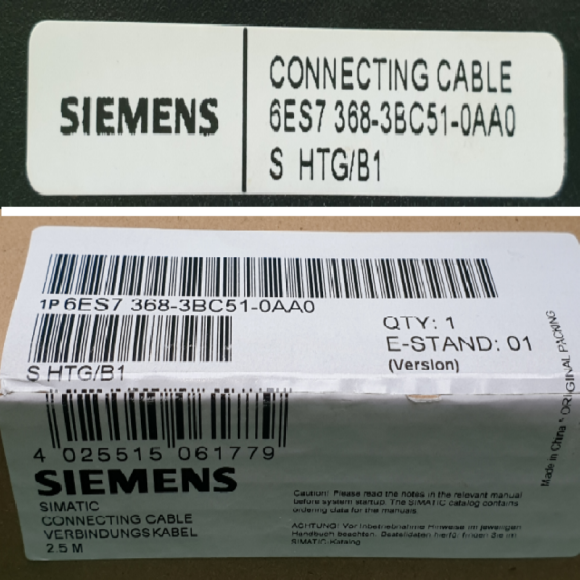 SIEMENS
CONNECTING CABLE
6ES7 368-3BC51-0AA0
S HTG/B1
1P 6ES7 368-3BC51-0AA0
QTY: 1
E-STAND: 01
(Version)
S HTG/B1
4 025515 061779
SIEMENS
SIMATIC
CONNECTING CABLE
VERBINDUNGSKABEL
2.5 M
Caution: Please read the notes in the relevant manual
before system startup. The SIMATIC catalog contains
ordering data for the manuals.
ACHTUNG! Vor Inbetriebnahme Hinweise im jeweiligen
Handbuch beachten. Bestelldaten hierfür finden Sie im
SIMATIC-Katalog.
Made in China * ORIGINAL PACKING